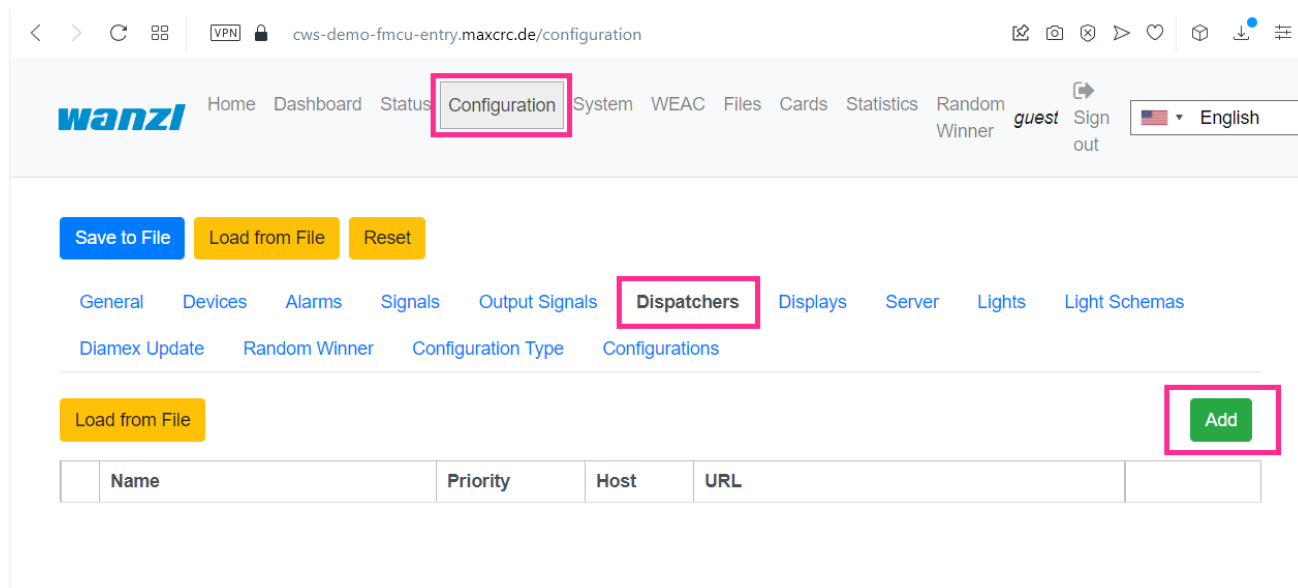 VPN cws-demo-fmcu-entry.maxcrc.de/configuration
wanzl Home Dashboard Status Configuration System WEAC Files Cards Statistics Random Winner guest Sign out English
Save to File Load from File Reset
General Devices Alarms Signals Output Signals Dispatchers Displays Server Lights Light Schemas
Diamex Update Random Winner Configuration Type Configurations
Load from File Add
Name Priority Host URL